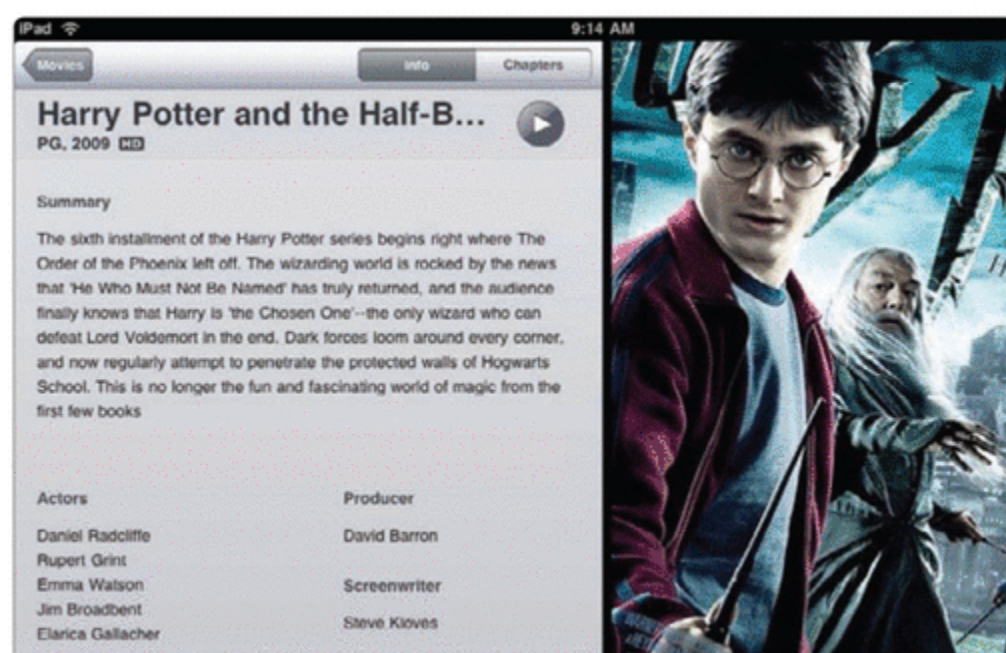 iPad
9:14 AM
Movies
Info
Chapters
Harry Potter and the Half-B...
PG, 2009 HD
Summary
The sixth installment of the Harry Potter series begins right where The
Order of the Phoenix left off. The wizarding world is rocked by the news
that 'He Who Must Not Be Named' has truly returned, and the audience
finally knows that Harry is 'the Chosen One'--the only wizard who can
defeat Lord Voldemort in the end. Dark forces loom around every corner,
and now regularly attempt to penetrate the protected walls of Hogwarts
School. This is no longer the fun and fascinating world of magic from the
first few books
Actors
Producer
Daniel Radcliffe
David Barron
Rupert Grint
Emma Watson
Screenwriter
Jim Broadbent
Steve Kloves
Elarica Gallacher